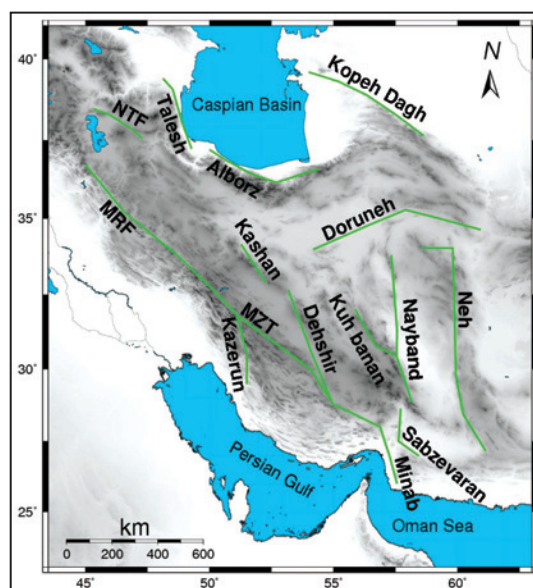 40°
N
Kopeh Dagh
Caspian Basin
Talesh
NTF
Alborz
35°
MRF
Doruneh
Kashan
MZT
Dehshir
Kuh banan
Nayband
Neh
30°
Kazerun
Sabzevaran
Persian Gulf
Minab
25°
Oman Sea
km
0 200 400 600
45° 50° 55° 60°